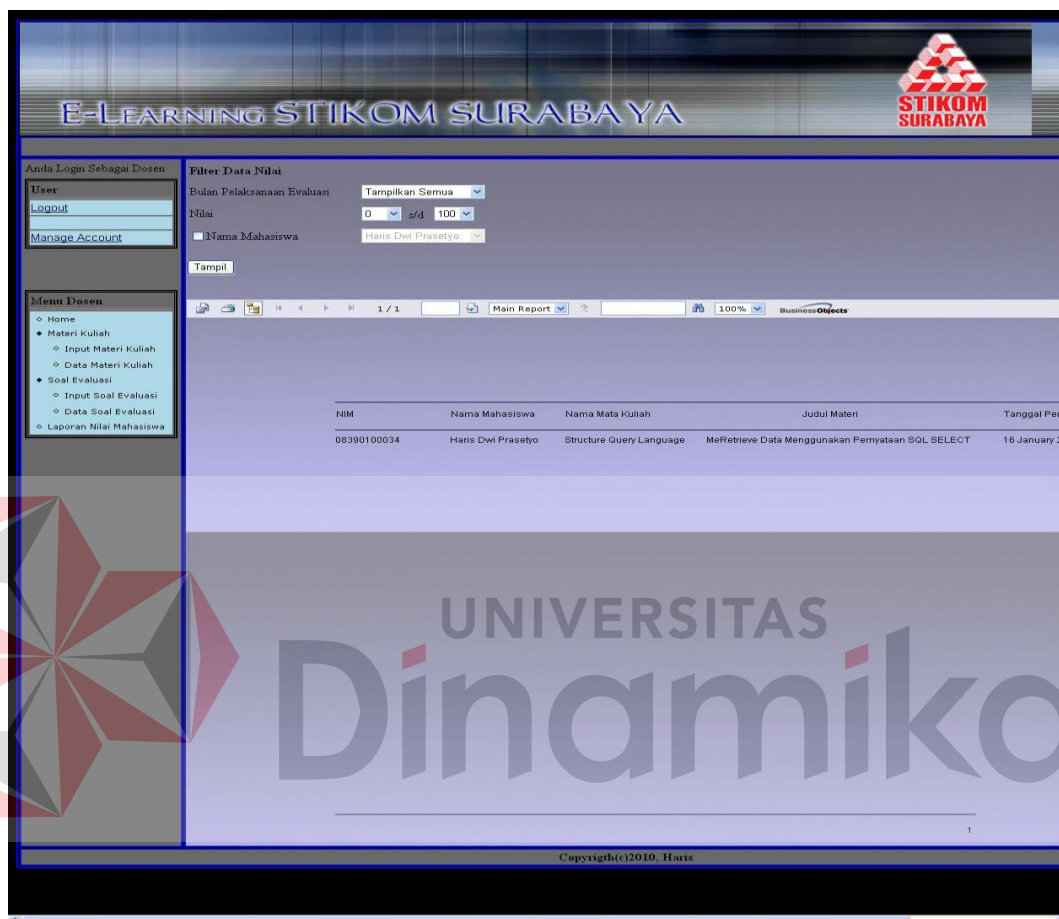 E-LEARNING STIKOM SURABAYA
STIKOM
SURABAYA
Anda Login Sebagai Dosen
User
Logout
Manage Account
Menu Dosen
Home
Materi Kuliah
Input Materi Kuliah
Data Materi Kuliah
Soal Evaluasi
Input Soal Evaluasi
Data Soal Evaluasi
Laporan Nilai Mahasiswa
Filter Data Nilai
Bulan Pelaksanaan Evaluasi Tampilkan Semua
Nilai 0 s/d 100
Nama Mahasiswa Haris Dwi Prasetyo
Tampil
1 / 1 Main Report 100% BusinessObjects
NIM Nama Mahasiswa Nama Mata Kuliah Judul Materi Tanggal Per
08390100034 Haris Dwi Prasetyo Structure Query Language MeRetrieve Data Menggunakan Pernyataan SQL SELECT 16 January 2
UNIVERSITAS
Dinamika
1
Copyrigth(c)2010, Haris